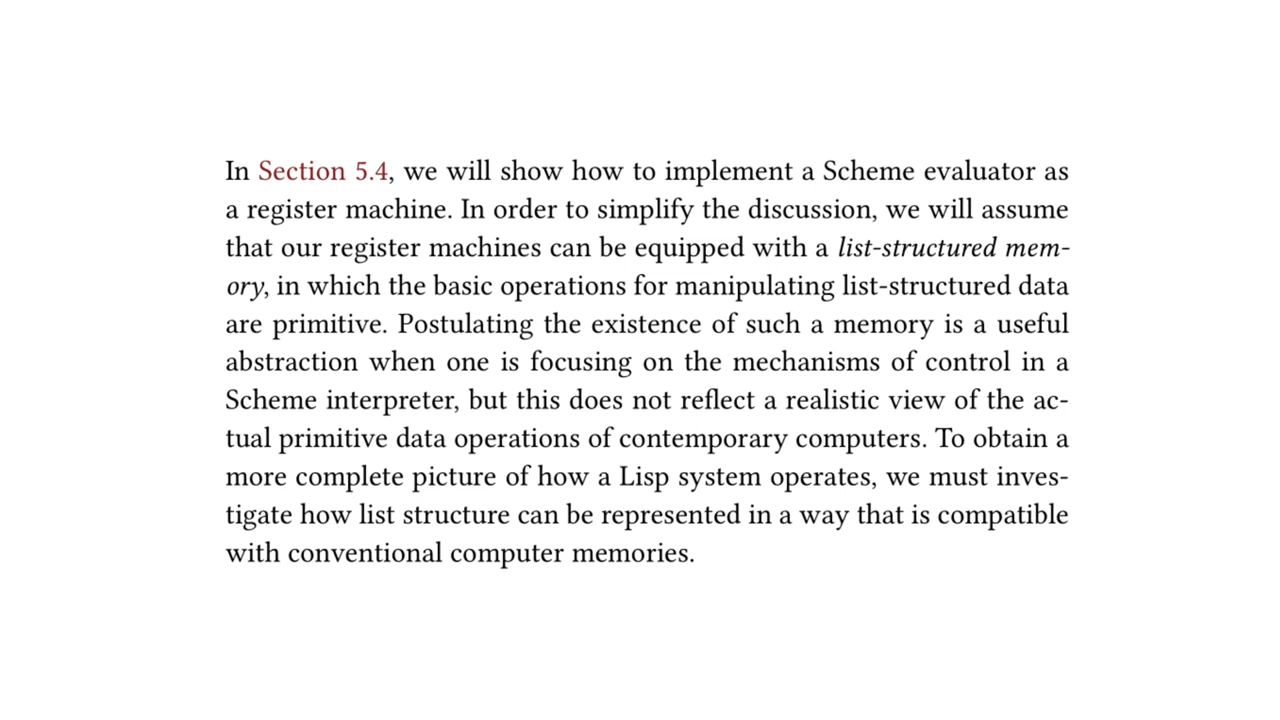 In Section 5.4, we will show how to implement a Scheme evaluator as
a register machine. In order to simplify the discussion, we will assume
that our register machines can be equipped with a list-structured mem-
ory, in which the basic operations for manipulating list-structured data
are primitive. Postulating the existence of such a memory is a useful
abstraction when one is focusing on the mechanisms of control in a
Scheme interpreter, but this does not reflect a realistic view of the ac-
tual primitive data operations of contemporary computers. To obtain a
more complete picture of how a Lisp system operates, we must inves-
tigate how list structure can be represented in a way that is compatible
with conventional computer memories.